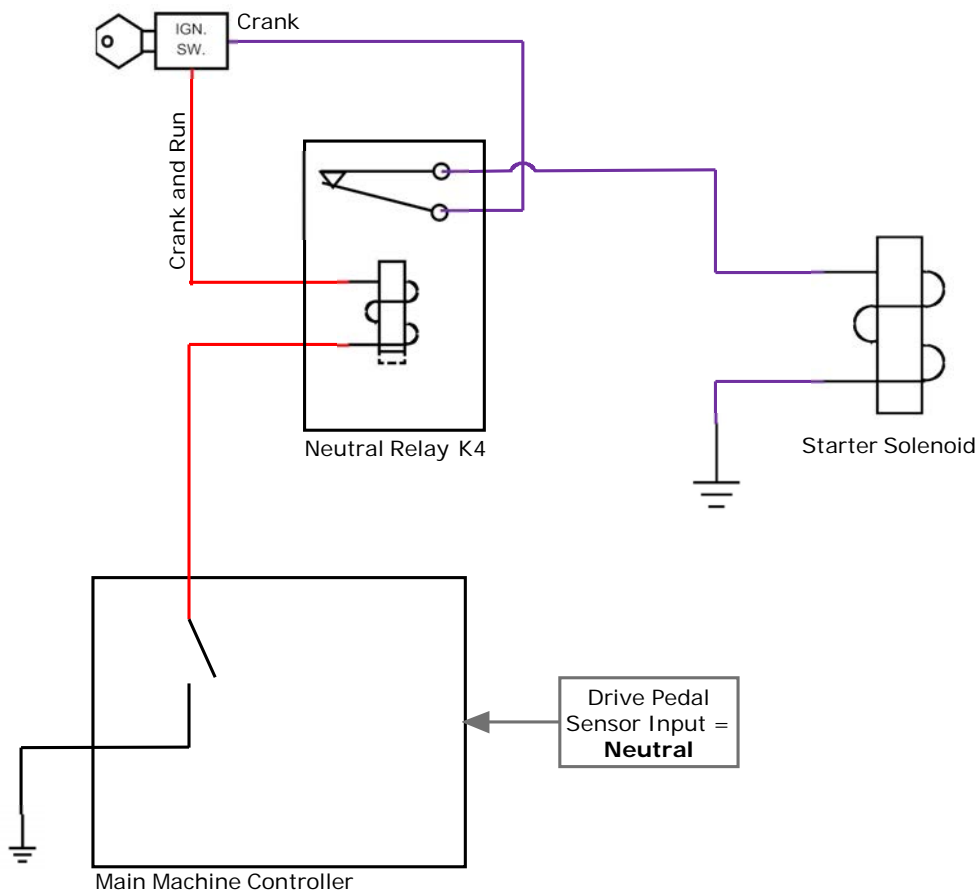 IGN.
SW.
Crank
Crank and Run
Neutral Relay K4
Starter Solenoid
Drive Pedal
Sensor Input =
Neutral
Main Machine Controller